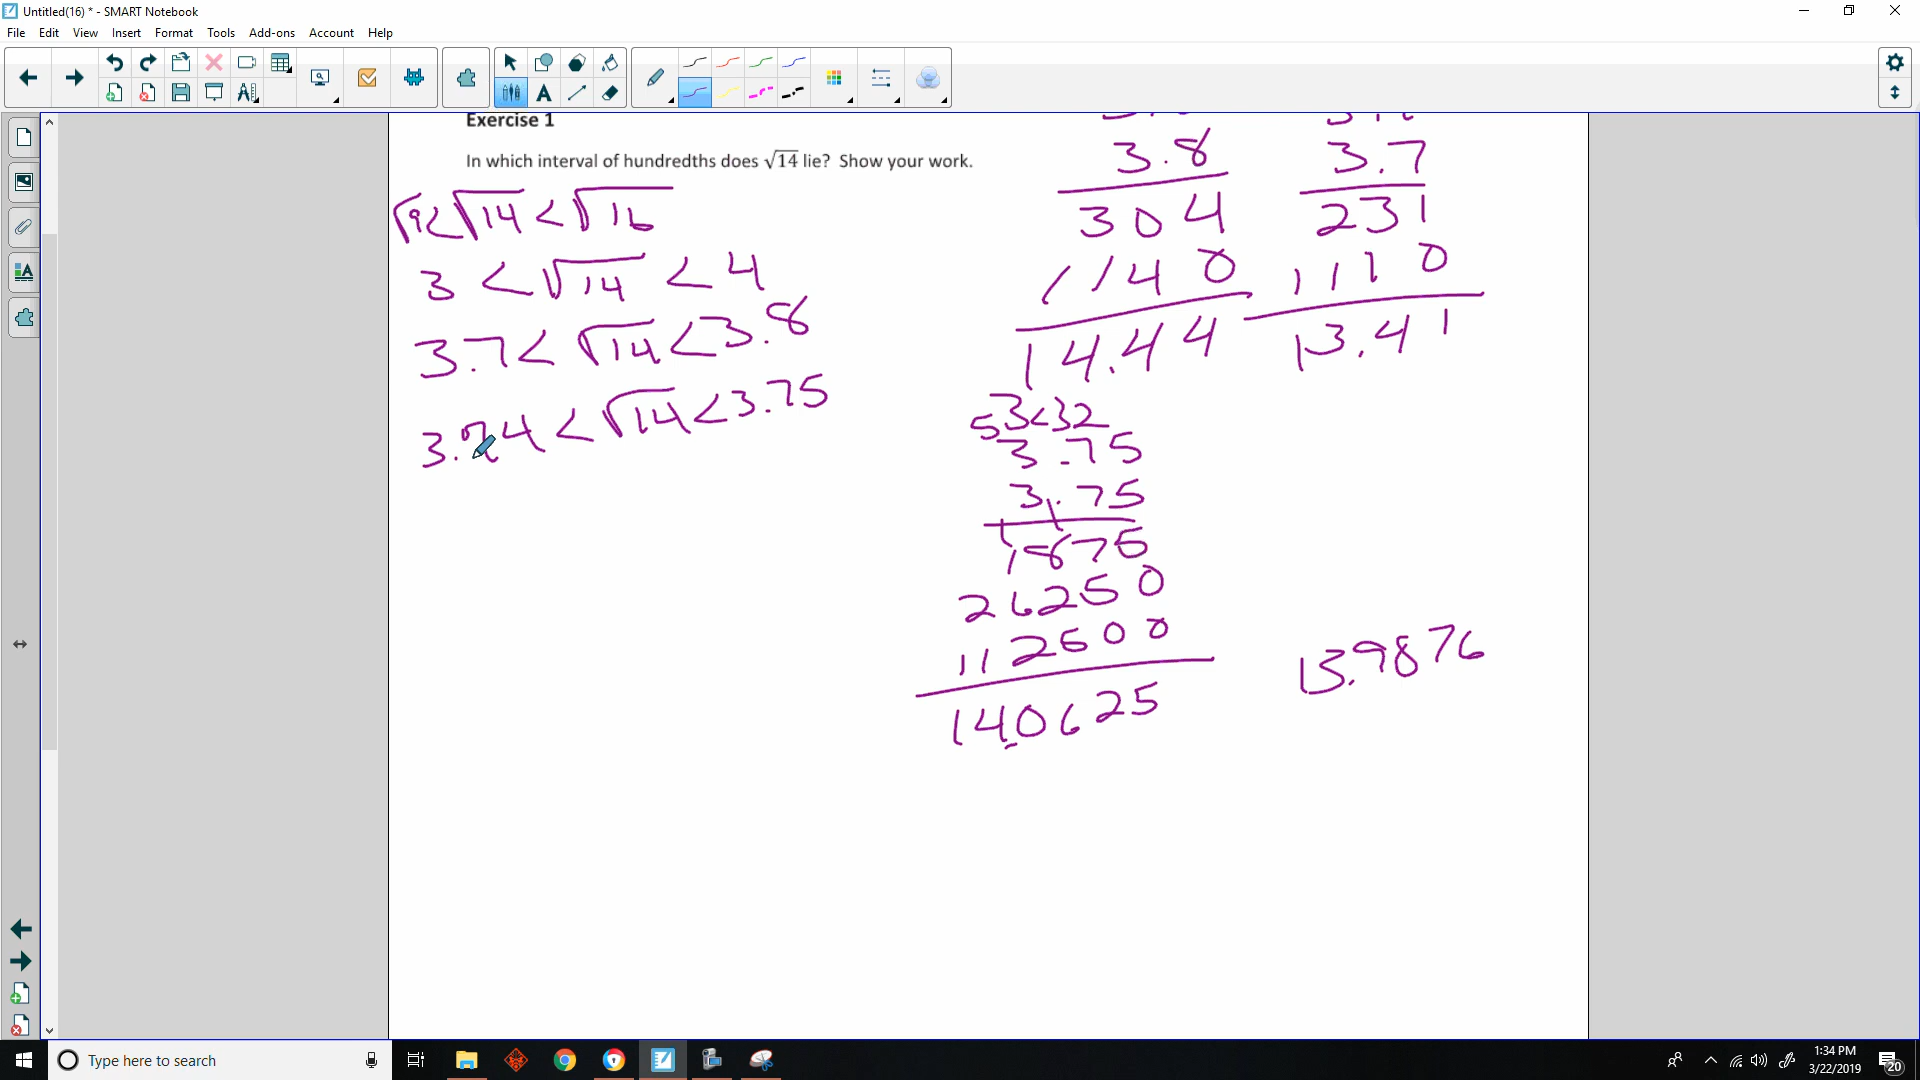 Untitled(16) * - SMART Notebook
File Edit View Insert Format Tools Add-ons Account Help
Exercise 1
In which interval of hundredths does √14 lie? Show your work.
√9 < √14 < √16
3 < √14 < 4
3.7 < √14 < 3.8
3.74 < √14 < 3.75
3.8
304
1140
14.44
3.7
231
1110
13.41
3.75
3.75
1875
26250
112500
14.0625
13.9876
Type here to search
1:34 PM
3/22/2019
20